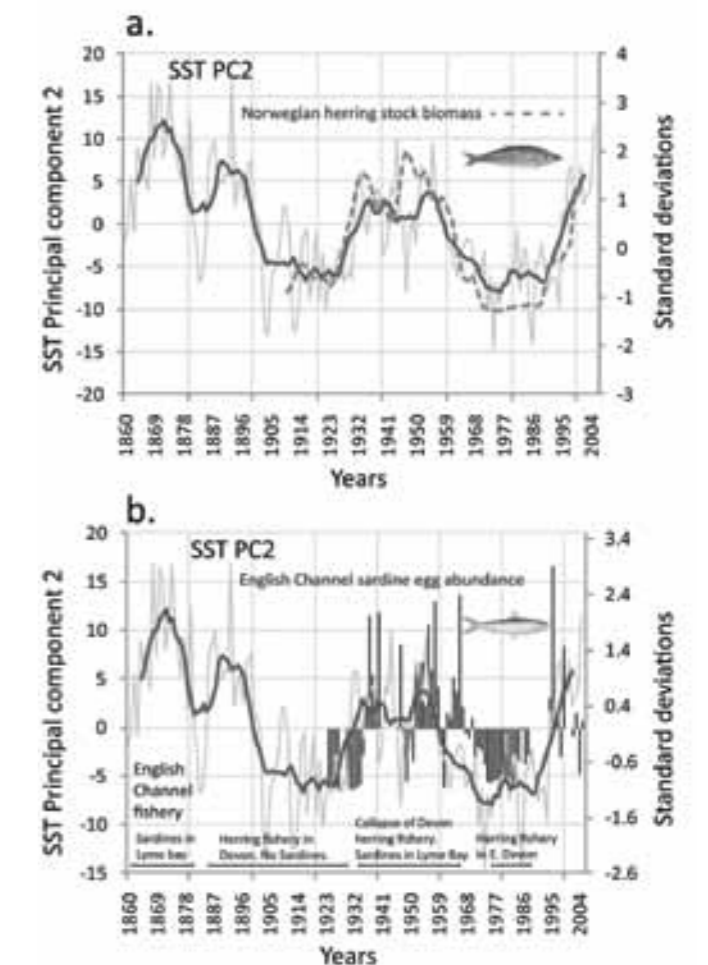 a.
SST PC2
Norwegian herring stock biomass
SST Principal component 2
Standard deviations
20
15
10
5
0
-5
-10
-15
-20
4
3
2
1
0
-1
-2
-3
1860 1869 1878 1887 1896 1905 1914 1923 1932 1941 1950 1959 1968 1977 1986 1995 2004
Years
b.
SST PC2
English Channel sardine egg abundance
SST Principal component 2
Standard deviations
20
15
10
5
0
-5
-10
-15
3,4
2,4
1,4
0,4
-0.6
-1.6
-2.6
English
Channel
fishery
Sardines in
Lyme bay
Herring fishery in
Devon. No Sardines.
Collapse of Devon
herring fishery.
Sardines in Lyme Bay
Herring fishery
in E. Devon
1860 1869 1878 1887 1896 1905 1914 1923 1932 1941 1950 1959 1968 1977 1986 1995 2004
Years